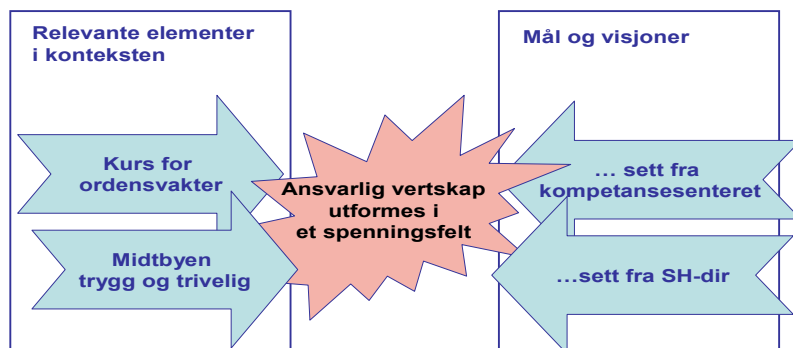 Relevante elementer
i konteksten
Kurs for
ordensvakter
Midtbyen
trygg og trivelig
Ansvarlig vertskap
utformes i
et spenningsfelt
Mål og visjoner
... sett fra
kompetansesenteret
...sett fra SH-dir